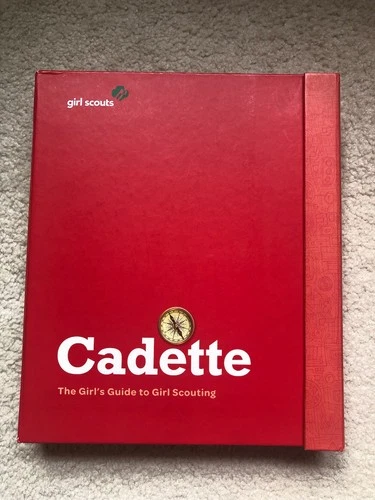 girl scouts
Cadette
The Girl's Guide to Girl Scouting